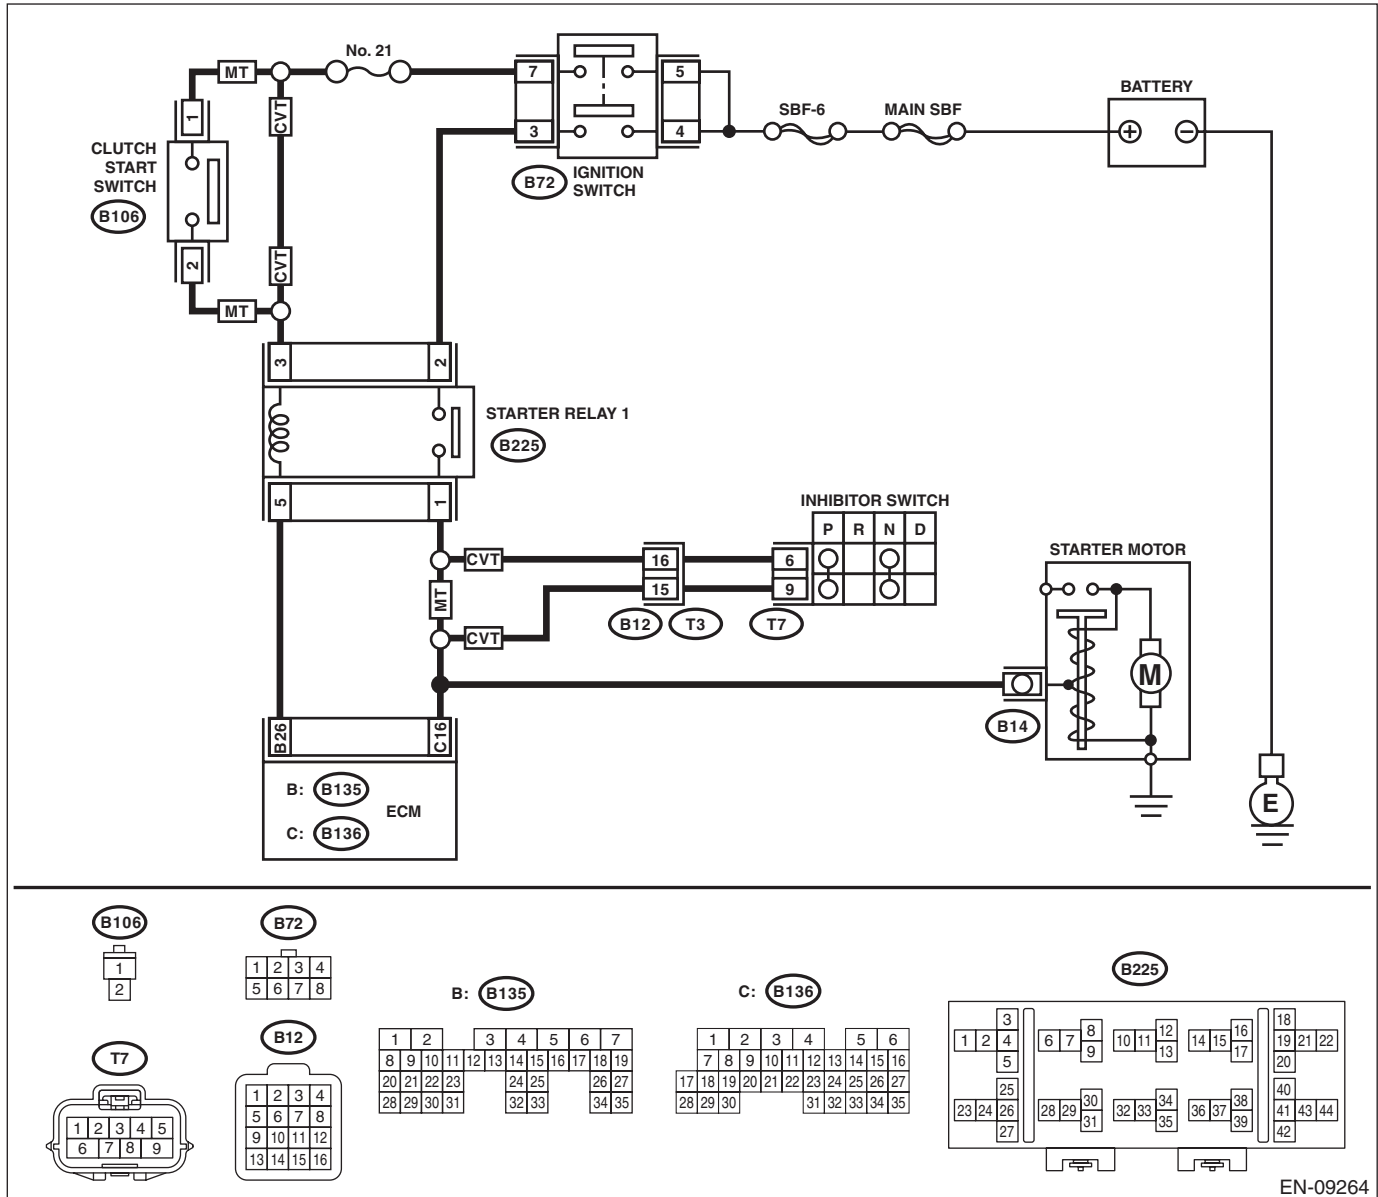 No. 21
MT
7
5
SBF-6
MAIN SBF
BATTERY
1
CVT
3
4
+
−
CLUTCH
START
SWITCH
B106
B72
IGNITION
SWITCH
2
CVT
MT
3
2
STARTER RELAY 1
B225
5
1
INHIBITOR SWITCH
P R N D
CVT
16
6
STARTER MOTOR
MT
15
9
CVT
B12
T3
T7
M
B14
B26
C16
B: B135
ECM
C: B136
E
B106
1
2
B72
1 2 3 4
5 6 7 8
B: B135
1 2 3 4 5 6 7
8 9 10 11 12 13 14 15 16 17 18 19
20 21 22 23 24 25 26 27
28 29 30 31 32 33 34 35
C: B136
1 2 3 4 5 6
7 8 9 10 11 12 13 14 15 16
17 18 19 20 21 22 23 24 25 26 27
28 29 30 31 32 33 34 35
B225
3 8 12 16 18
1 2 4 6 7 10 11 14 15 19 21 22
5 9 13 17 20
25 30 34 38 40
23 24 26 28 29 32 33 36 37 41 43 44
27 31 35 39 42
T7
1 2 3 4 5
6 7 8 9
B12
1 2 3 4
5 6 7 8
9 10 11 12
13 14 15 16
EN-09264